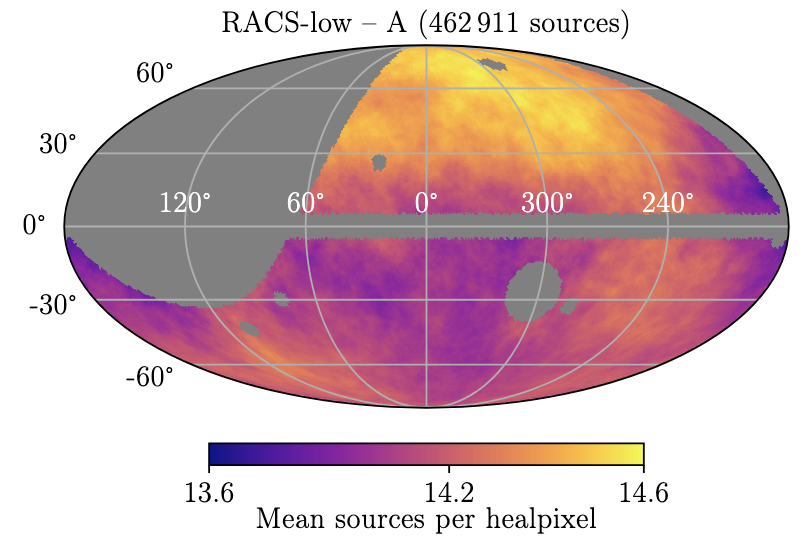 RACS-low – A (462 911 sources)
60°
30°
120° 60° 0° 300° 240°
0°
-30°
-60°
13.6 14.2 14.6
Mean sources per healpixel